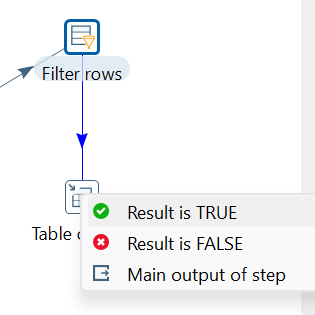 Filter rows
Table
Result is TRUE
Result is FALSE
Main output of step